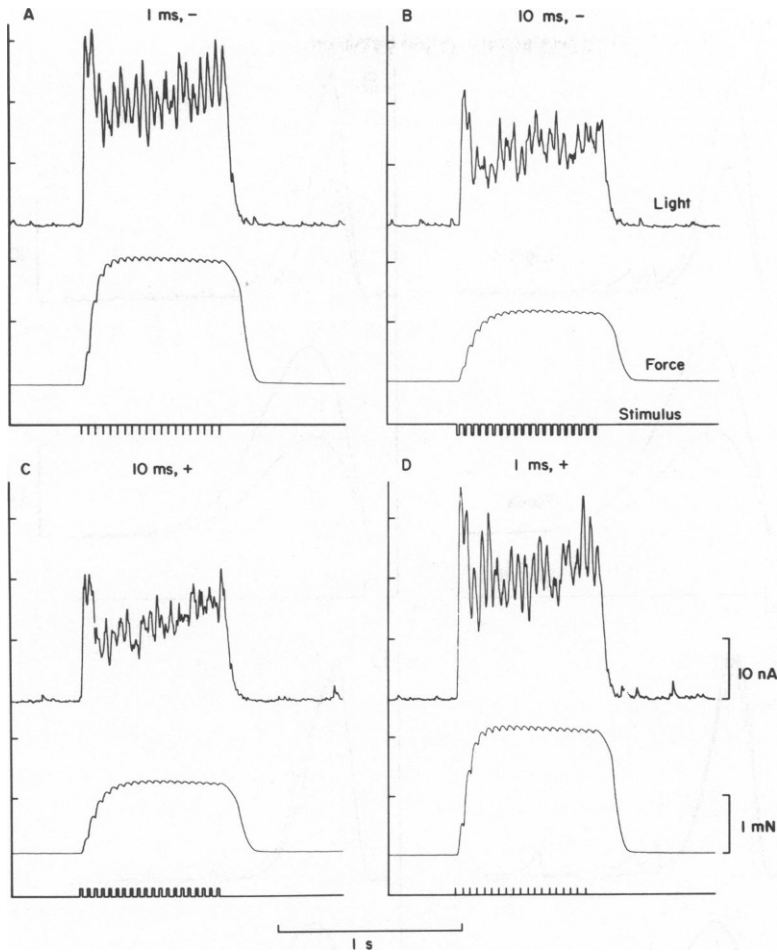 A
1 ms, −
B
10 ms, −
Light
Force
Stimulus
C
10 ms, +
D
1 ms, +
10 nA
1 mN
1 s